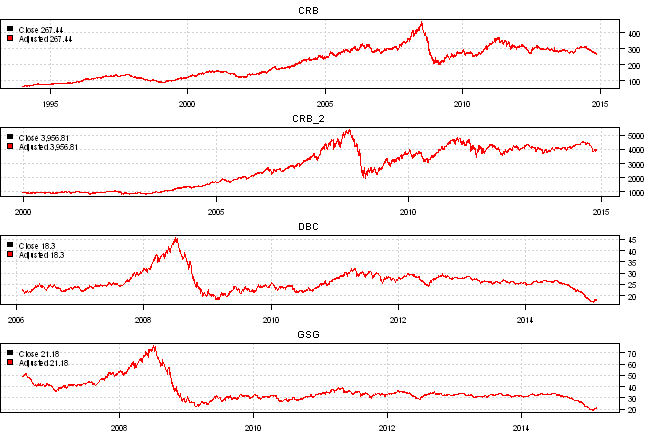 CRB
Close 267.44
Adjusted 267.44
400
300
200
100
1995 2000 2005 2010 2015
CRB_2
Close 3,956.81
Adjusted 3,956.81
5000
4000
3000
2000
1000
2000 2005 2010 2015
DBC
Close 18.3
Adjusted 18.3
45
40
35
30
25
20
2006 2008 2010 2012 2014
GSG
Close 21.18
Adjusted 21.18
70
60
50
40
30
20
2008 2010 2012 2014